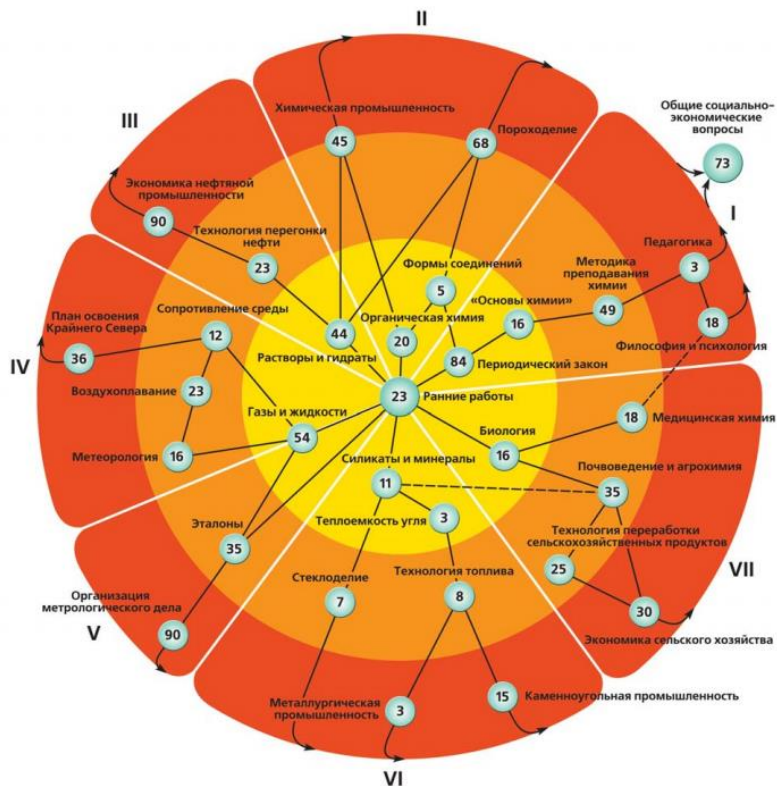 II
Химическая промышленность
45
Пороходелие
68
Общие социально-
экономические
вопросы
73
I
III
Экономика нефтяной
промышленности
90
Технология перегонки
нефти
23
Формы соединений
5
«Основы химии»
16
Методика
преподавания
химии
49
Педагогика
3
18
Философия и психология
План освоения
Крайнего Севера
36
IV
Сопротивление среды
12
44
Растворы и гидраты
Органическая химия
20
84
Периодический закон
Воздухоплавание
23
Газы и жидкости
54
23
Ранние работы
Метеорология
16
Биология
16
18
Медицинская химия
Силикаты и минералы
11
Почвоведение и агрохимия
35
Теплоемкость угля
3
Эталоны
35
Технология переработки
сельскохозяйственных продуктов
25
VII
Стеклоделие
7
Технология топлива
8
30
Экономика сельского хозяйства
Организация
метрологического дела
90
V
Металлургическая
промышленность
3
15
Каменноугольная промышленность
VI